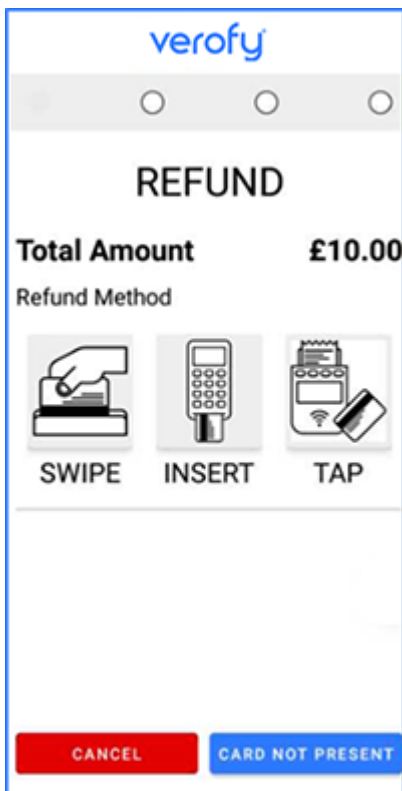 verofy
REFUND
Total Amount £10.00
Refund Method
SWIPE INSERT TAP
CANCEL CARD NOT PRESENT